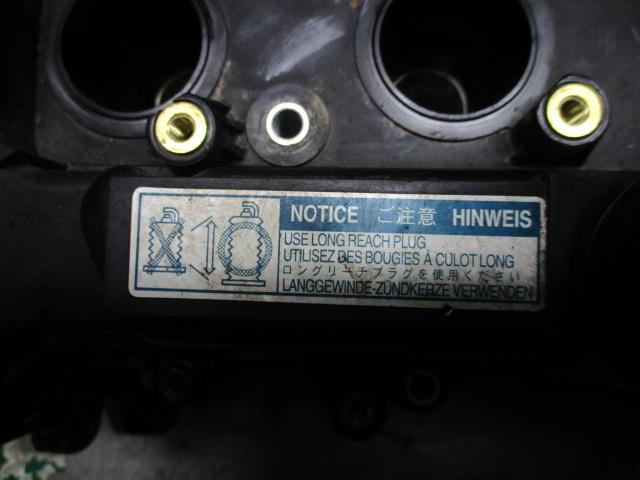 NOTICE ご注意 HINWEIS
USE LONG REACH PLUG
UTILISEZ DES BOUGIES À CULOT LONG
ロングリーチプラグを使用ください
LANGGEWINDE-ZÜNDKERZE VERWENDEN